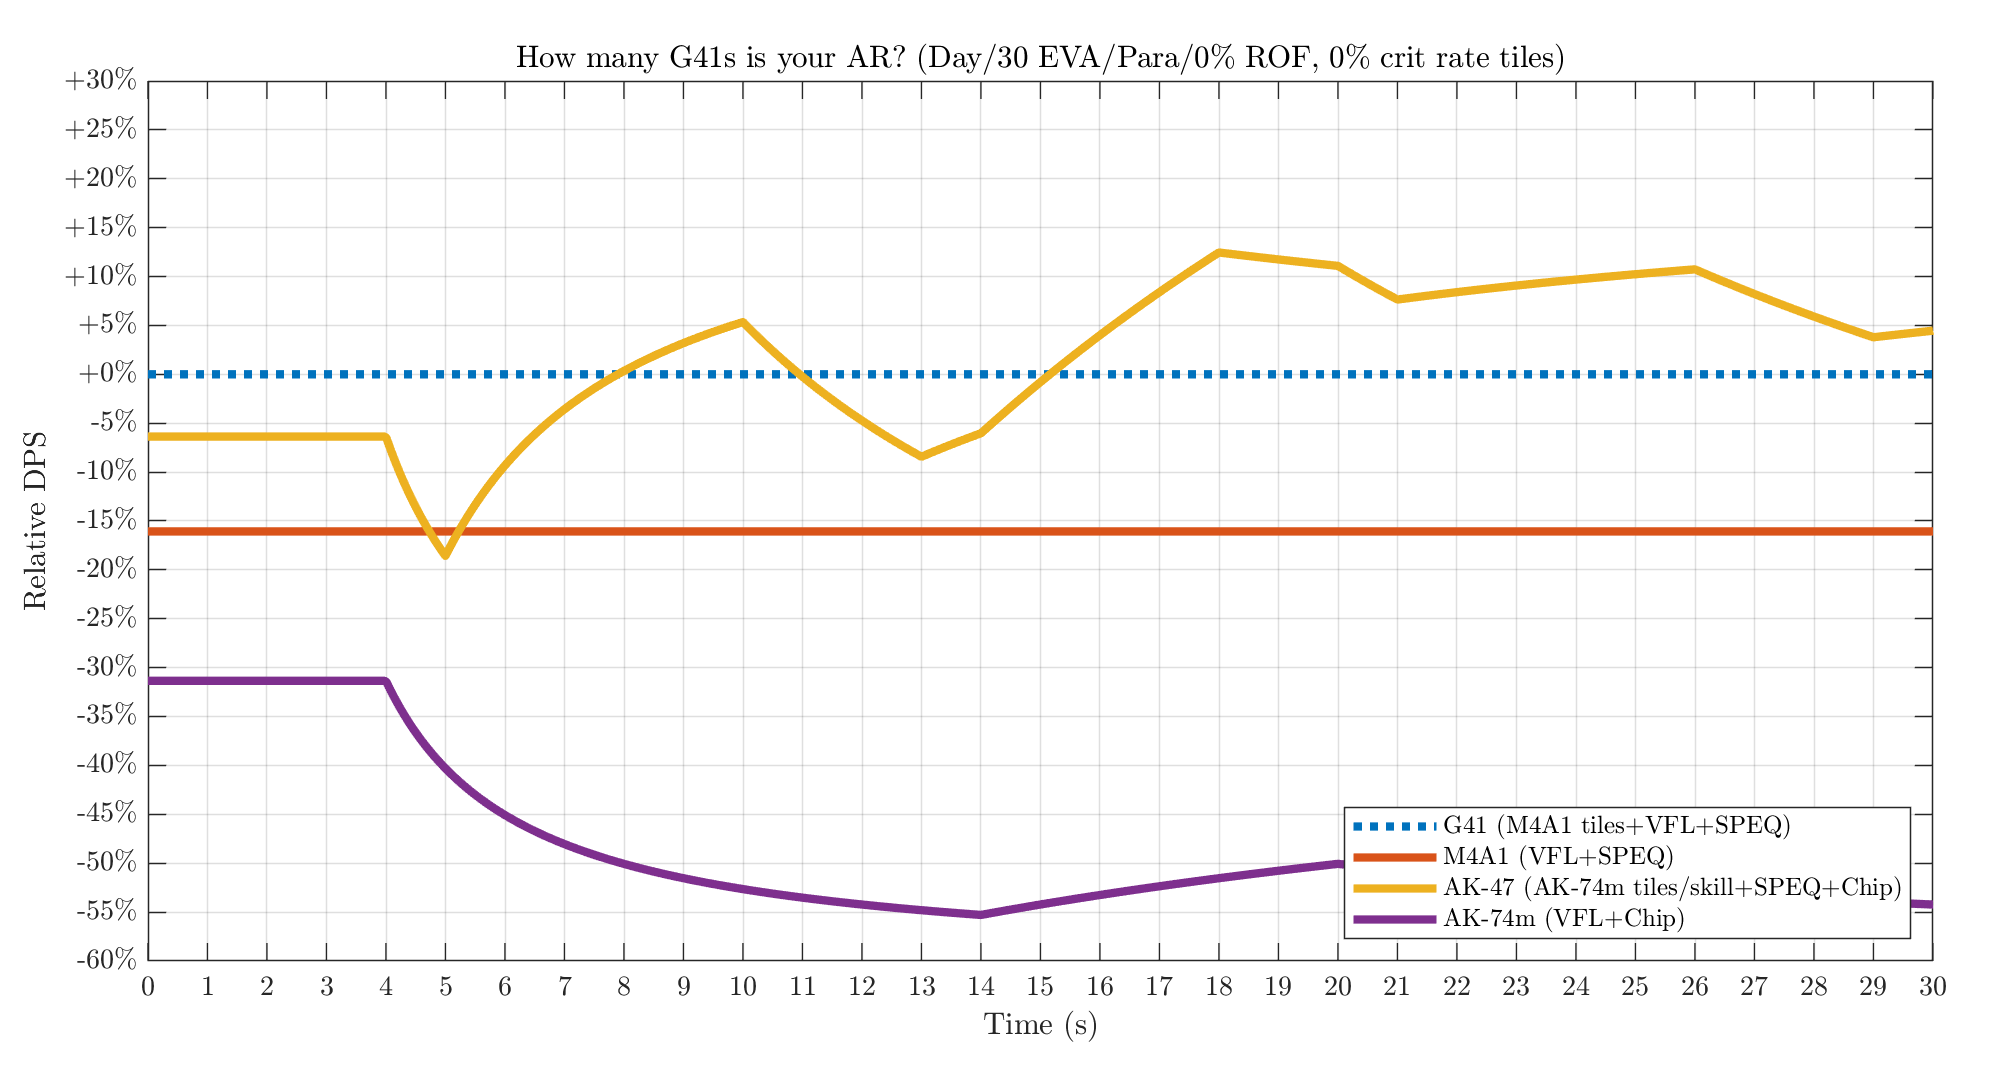 How many G41s is your AR? (Day/30 EVA/Para/0% ROF, 0% crit rate tiles)
+30%
+25%
+20%
+15%
+10%
+5%
+0%
-5%
-10%
-15%
-20%
-25%
-30%
-35%
-40%
-45%
-50%
-55%
-60%
Relative DPS
G41 (M4A1 tiles+VFL+SPEQ)
M4A1 (VFL+SPEQ)
AK-47 (AK-74m tiles/skill+SPEQ+Chip)
AK-74m (VFL+Chip)
0 1 2 3 4 5 6 7 8 9 10 11 12 13 14 15 16 17 18 19 20 21 22 23 24 25 26 27 28 29 30
Time (s)